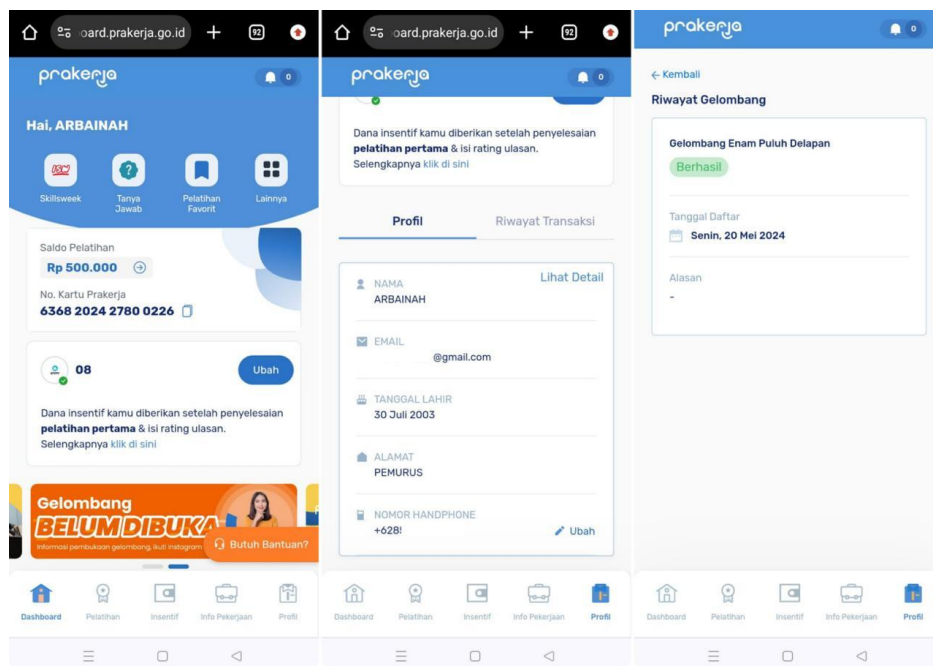 oard.prakerja.go.id
92
prakerja
0
Hai, ARBAINAH
Skillsweek
Tanya
Jawab
Pelatihan
Favorit
Lainnya
Saldo Pelatihan
Rp 500.000
No. Kartu Prakerja
6368 2024 2780 0226
08
Ubah
Dana insentif kamu diberikan setelah penyelesaian
pelatihan pertama & isi rating ulasan.
Selengkapnya klik di sini
Gelombang
BELUM DIBUKA
Informasi pembukaan gelombang, ikuti instagram
Butuh Bantuan?
Dashboard
Pelatihan
Insentif
Info Pekerjaan
Profil
oard.prakerja.go.id
92
prakerja
0
Dana insentif kamu diberikan setelah penyelesaian
pelatihan pertama & isi rating ulasan.
Selengkapnya klik di sini
Profil
Riwayat Transaksi
NAMA
Lihat Detail
ARBAINAH
EMAIL
@gmail.com
TANGGAL LAHIR
30 Juli 2003
ALAMAT
PEMURUS
NOMOR HANDPHONE
+628!
Ubah
Dashboard
Pelatihan
Insentif
Info Pekerjaan
Profil
prakerja
0
← Kembali
Riwayat Gelombang
Gelombang Enam Puluh Delapan
Berhasil
Tanggal Daftar
Senin, 20 Mei 2024
Alasan
-
Dashboard
Pelatihan
Insentif
Info Pekerjaan
Profil